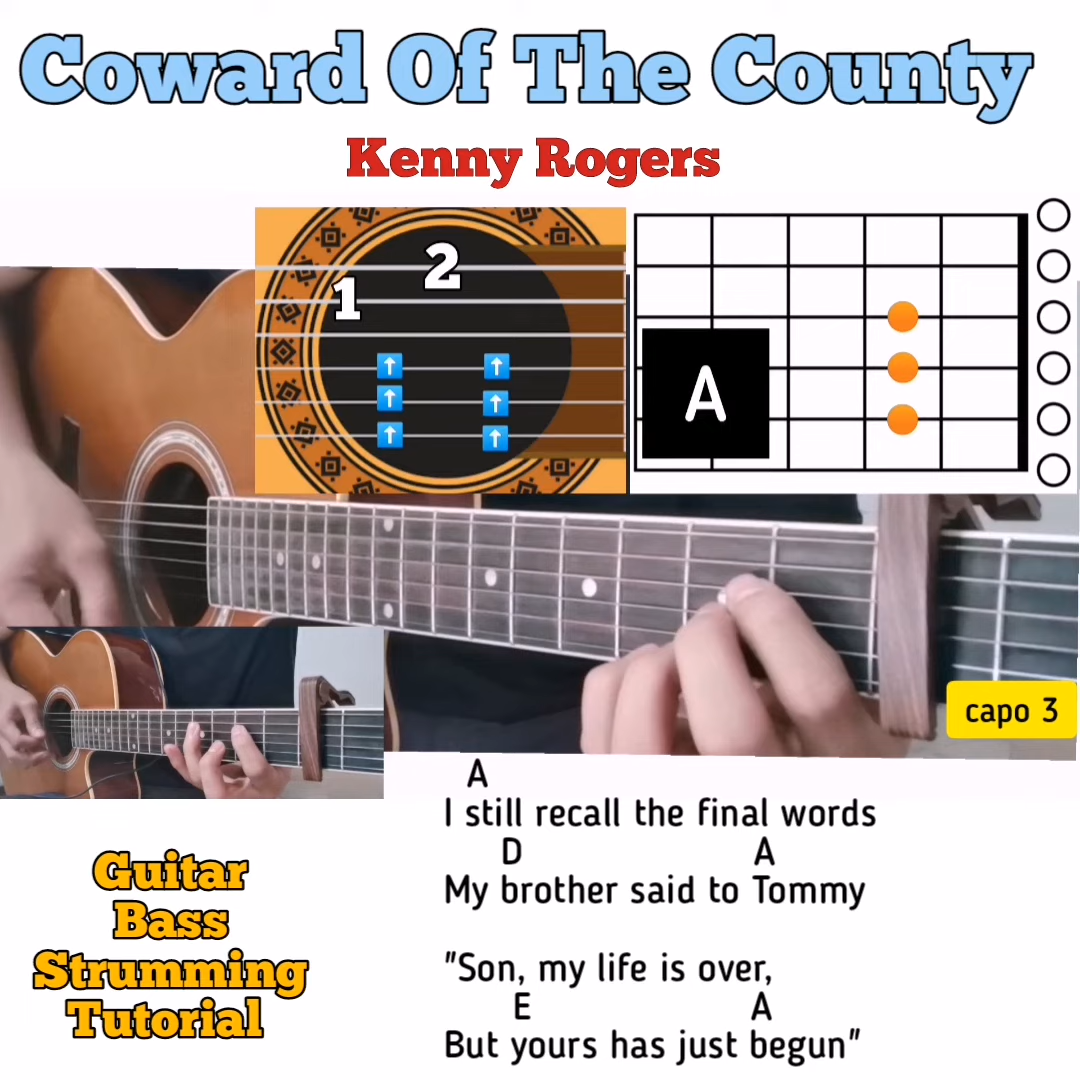 Coward Of The County
Kenny Rogers
1 2
A
capo 3
A
I still recall the final words
D A
My brother said to Tommy
"Son, my life is over,
E A
But yours has just begun"
Guitar
Bass
Strumming
Tutorial